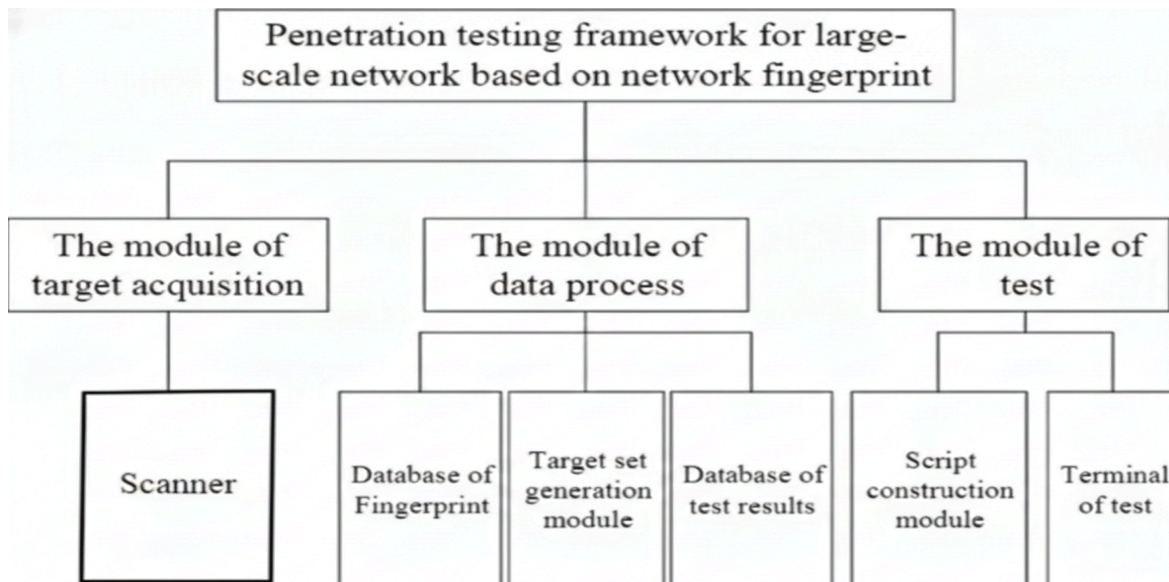 Penetration testing framework for large-
scale network based on network fingerprint
The module of
target acquisition
The module of
data process
The module of
test
Scanner
Database of
Fingerprint
Target set
generation
module
Database of
test results
Script
construction
module
Terminal
of test